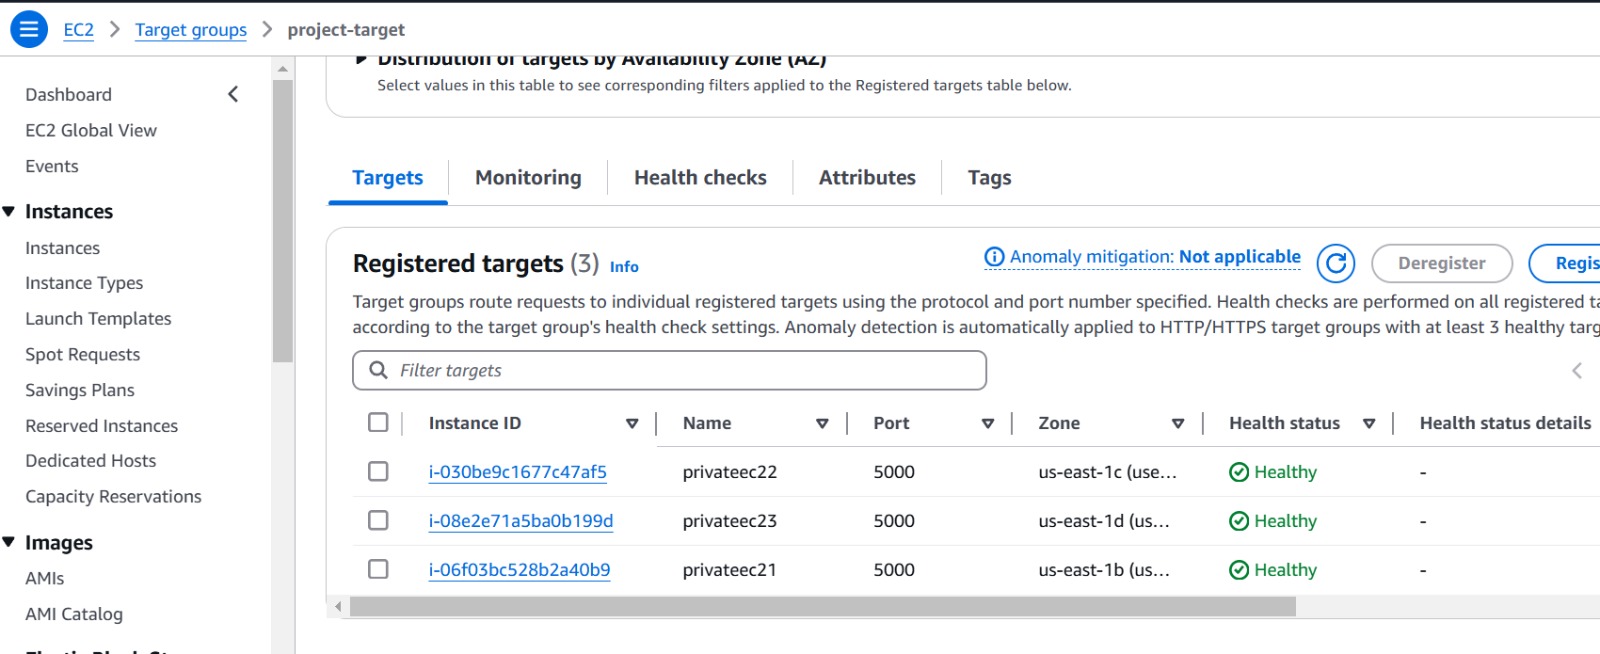 EC2 > Target groups > project-target
Distribution of targets by Availability Zone (AZ)
Select values in this table to see corresponding filters applied to the Registered targets table below.
Dashboard
EC2 Global View
Events
Instances
Instances
Instance Types
Launch Templates
Spot Requests
Savings Plans
Reserved Instances
Dedicated Hosts
Capacity Reservations
Images
AMIs
AMI Catalog
Targets Monitoring Health checks Attributes Tags
Registered targets (3) Info
Anomaly mitigation: Not applicable
Deregister
Regis
Target groups route requests to individual registered targets using the protocol and port number specified. Health checks are performed on all registered ta
according to the target group's health check settings. Anomaly detection is automatically applied to HTTP/HTTPS target groups with at least 3 healthy targ
Filter targets
Instance ID Name Port Zone Health status Health status details
i-030be9c1677c47af5 privateec22 5000 us-east-1c (use... Healthy -
i-08e2e71a5ba0b199d privateec23 5000 us-east-1d (us... Healthy -
i-06f03bc528b2a40b9 privateec21 5000 us-east-1b (us... Healthy -